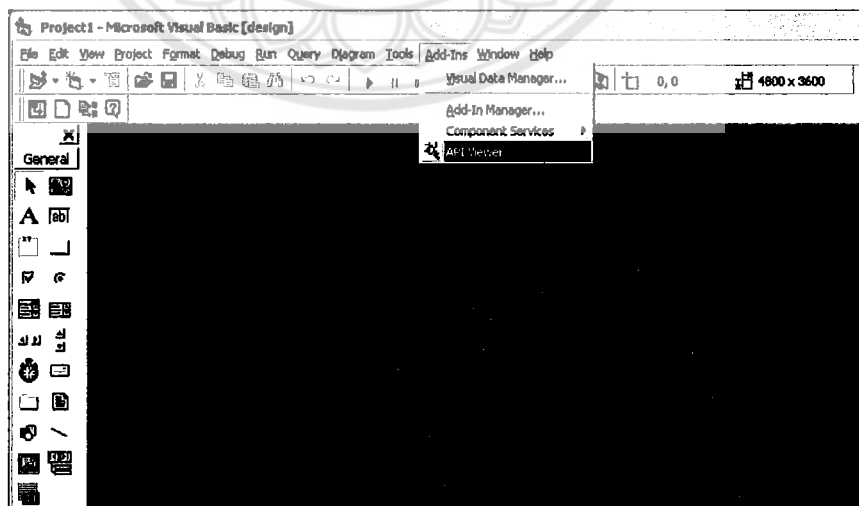 Project1 - Microsoft Visual Basic [design]
File Edit View Project Format Debug Run Query Diagram Tools Add-Ins Window Help
Visual Data Manager...
0, 0
4800 x 3600
Add-In Manager...
Component Services
API Viewer
General
A ab